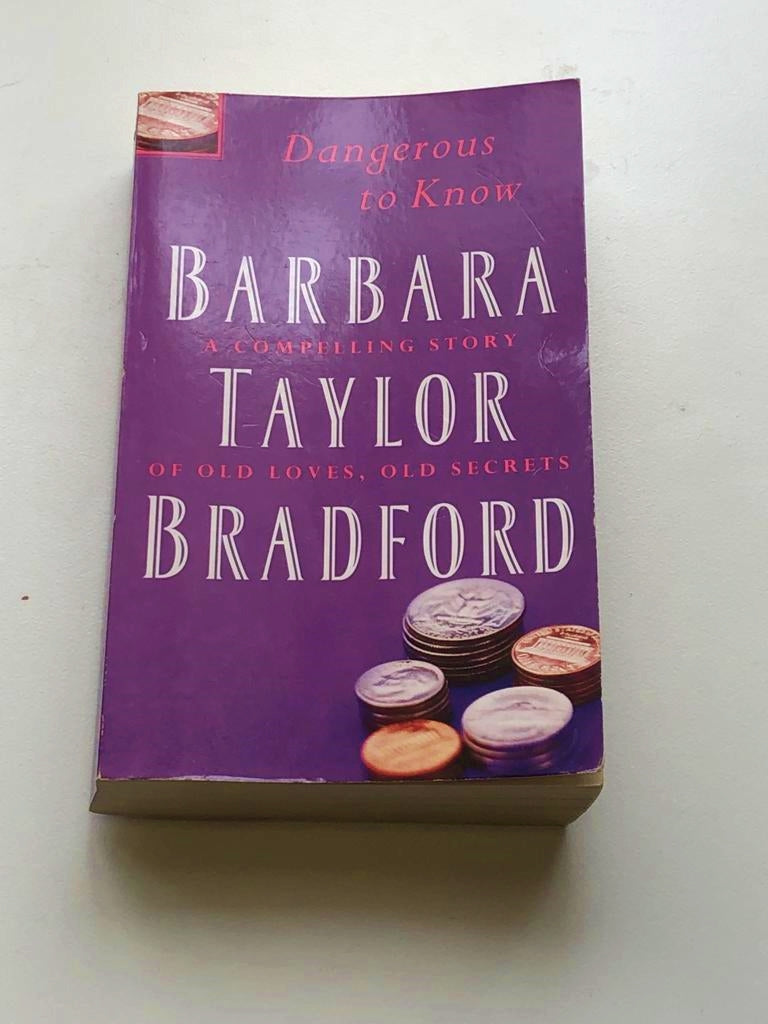 Dangerous
to Know
BARBARA
A COMPELLING STORY
TAYLOR
OF OLD LOVES, OLD SECRETS
BRADFORD